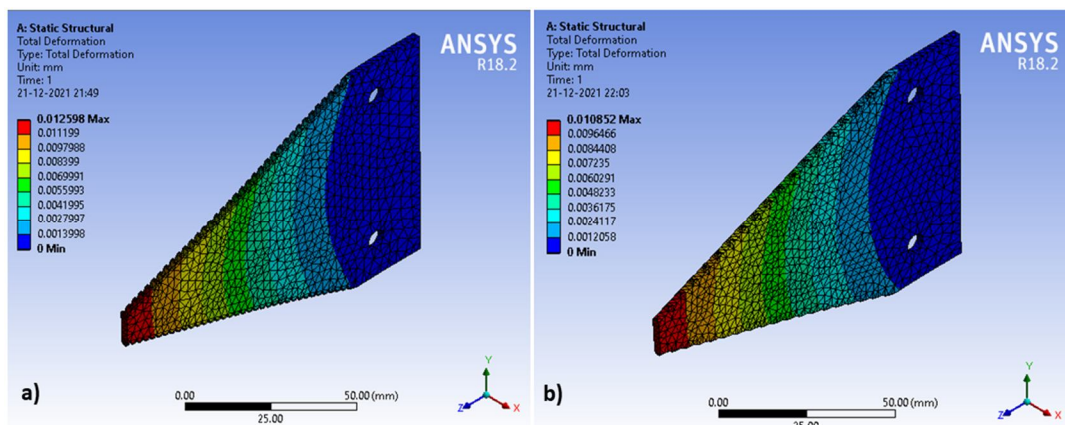 A: Static Structural
Total Deformation
Type: Total Deformation
Unit: mm
Time: 1
21-12-2021 21:49
ANSYS
R18.2
0.012598 Max
0.011199
0.0097988
0.008399
0.0069991
0.0055993
0.0041995
0.0027997
0.0013998
0 Min
a)
0.00
50.00 (mm)
25.00
Y
Z
X
A: Static Structural
Total Deformation
Type: Total Deformation
Unit: mm
Time: 1
21-12-2021 22:03
ANSYS
R18.2
0.010852 Max
0.0096466
0.0084408
0.007235
0.0060291
0.0048233
0.0036175
0.0024117
0.0012058
0 Min
b)
0.00
50.00 (mm)
25.00
Y
Z
X